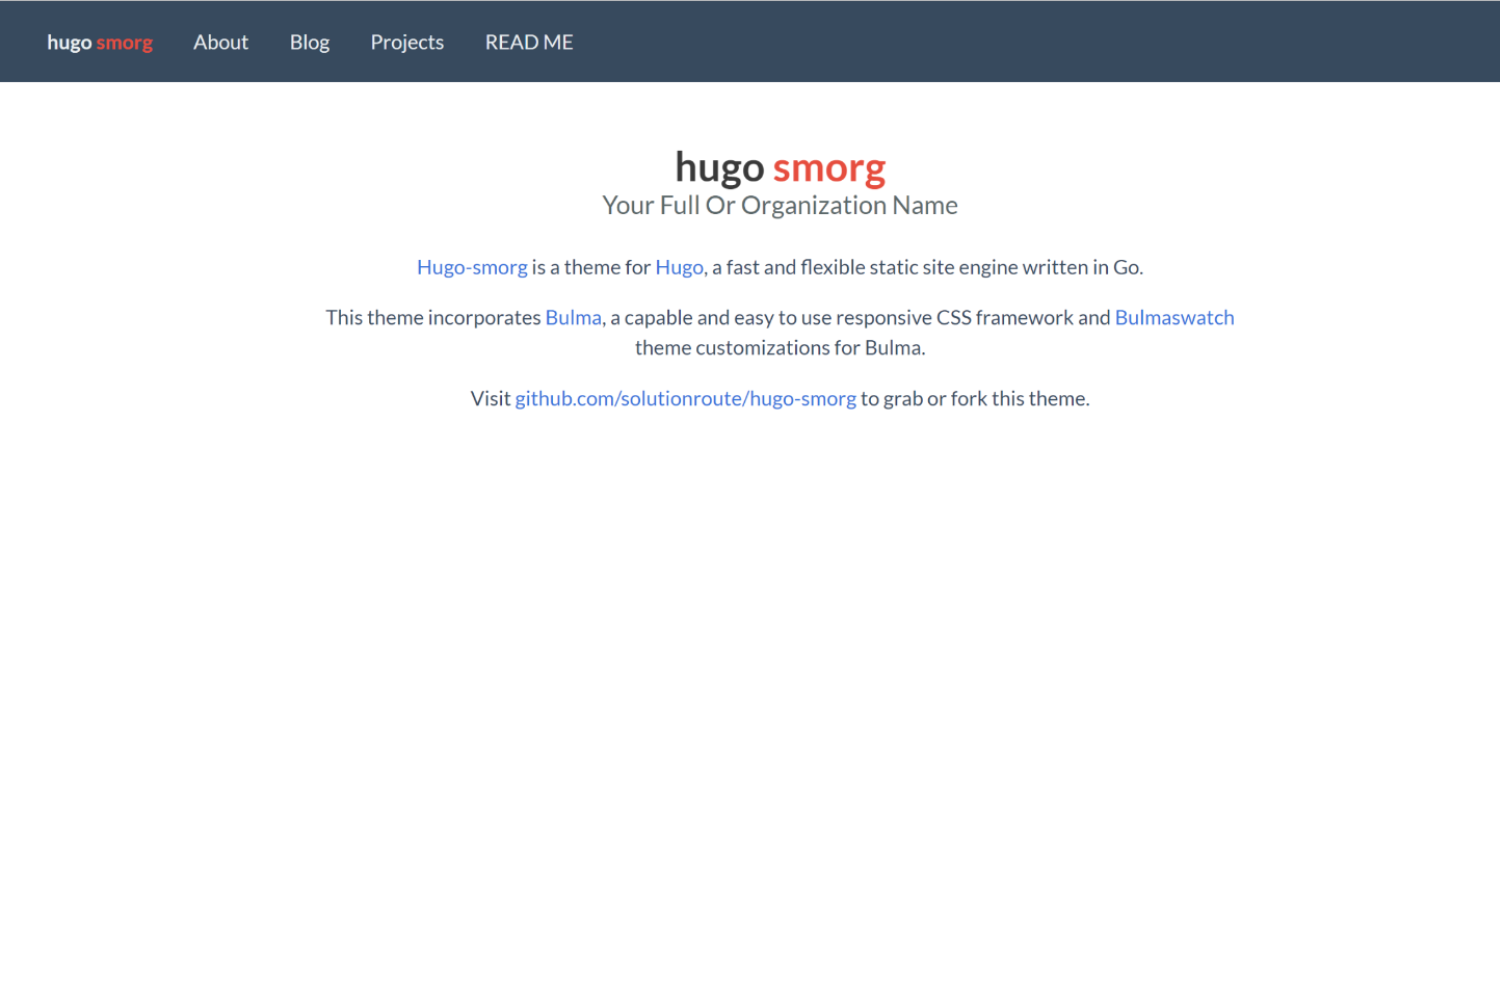 hugo smorg About Blog Projects READ ME
hugo smorg
Your Full Or Organization Name
Hugo-smorg is a theme for Hugo, a fast and flexible static site engine written in Go.
This theme incorporates Bulma, a capable and easy to use responsive CSS framework and Bulmaswatch
theme customizations for Bulma.
Visit github.com/solutionroute/hugo-smorg to grab or fork this theme.